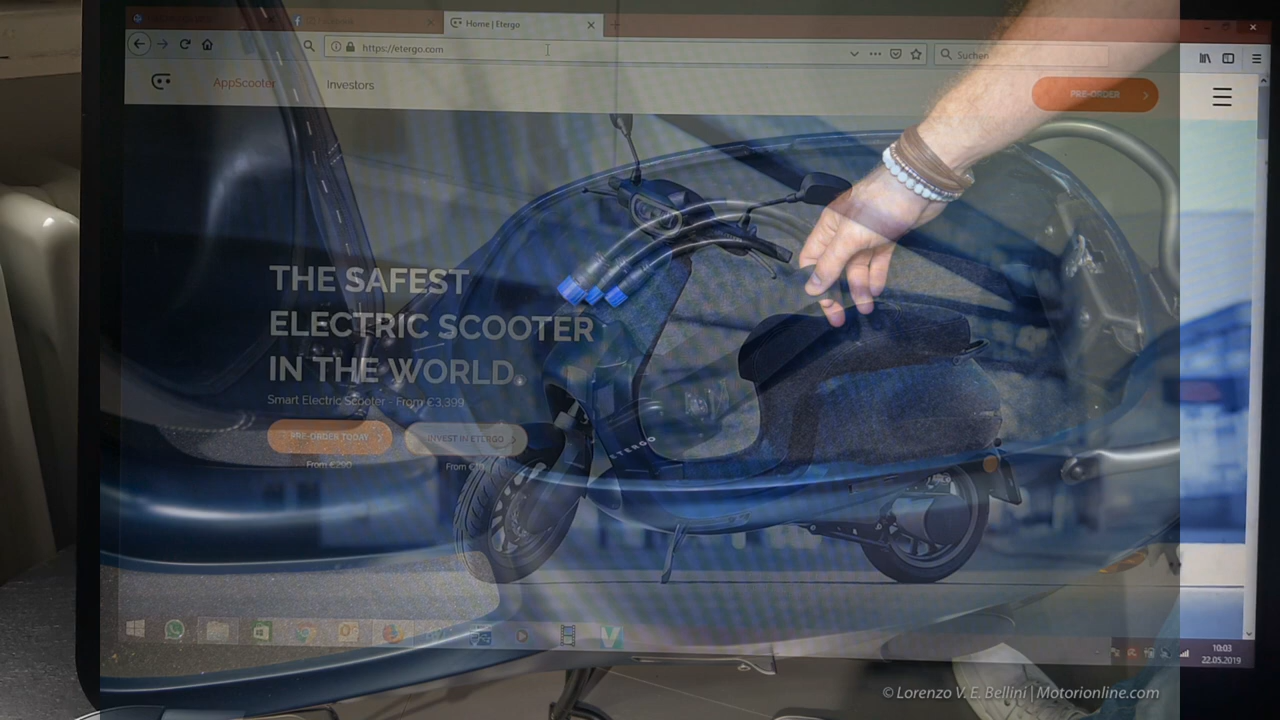 Home | Etergo
https://etergo.com
Suchen
AppScooter
Investors
PRE-ORDER
THE SAFEST
ELECTRIC SCOOTER
IN THE WORLD.
Smart Electric Scooter - From €3,399
PRE-ORDER TODAY
INVEST IN ETERGO
From €290
ETERGO
10:03
22.05.2019
© Lorenzo V. E. Bellini | Motorionline.com